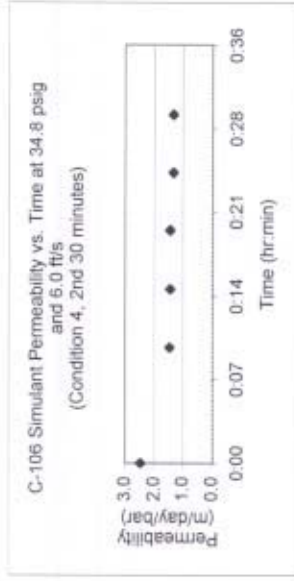 C-106 Simulant Permeability vs. Time at 34.8 psig
and 6.0 ft/s
(Condition 4, 2nd 30 minutes)
Permeability
(m/day/bar)
3.0
2.0
1.0
0.0
0:00
0:07
0:14
0:21
0:28
0:36
Time (hr:min)